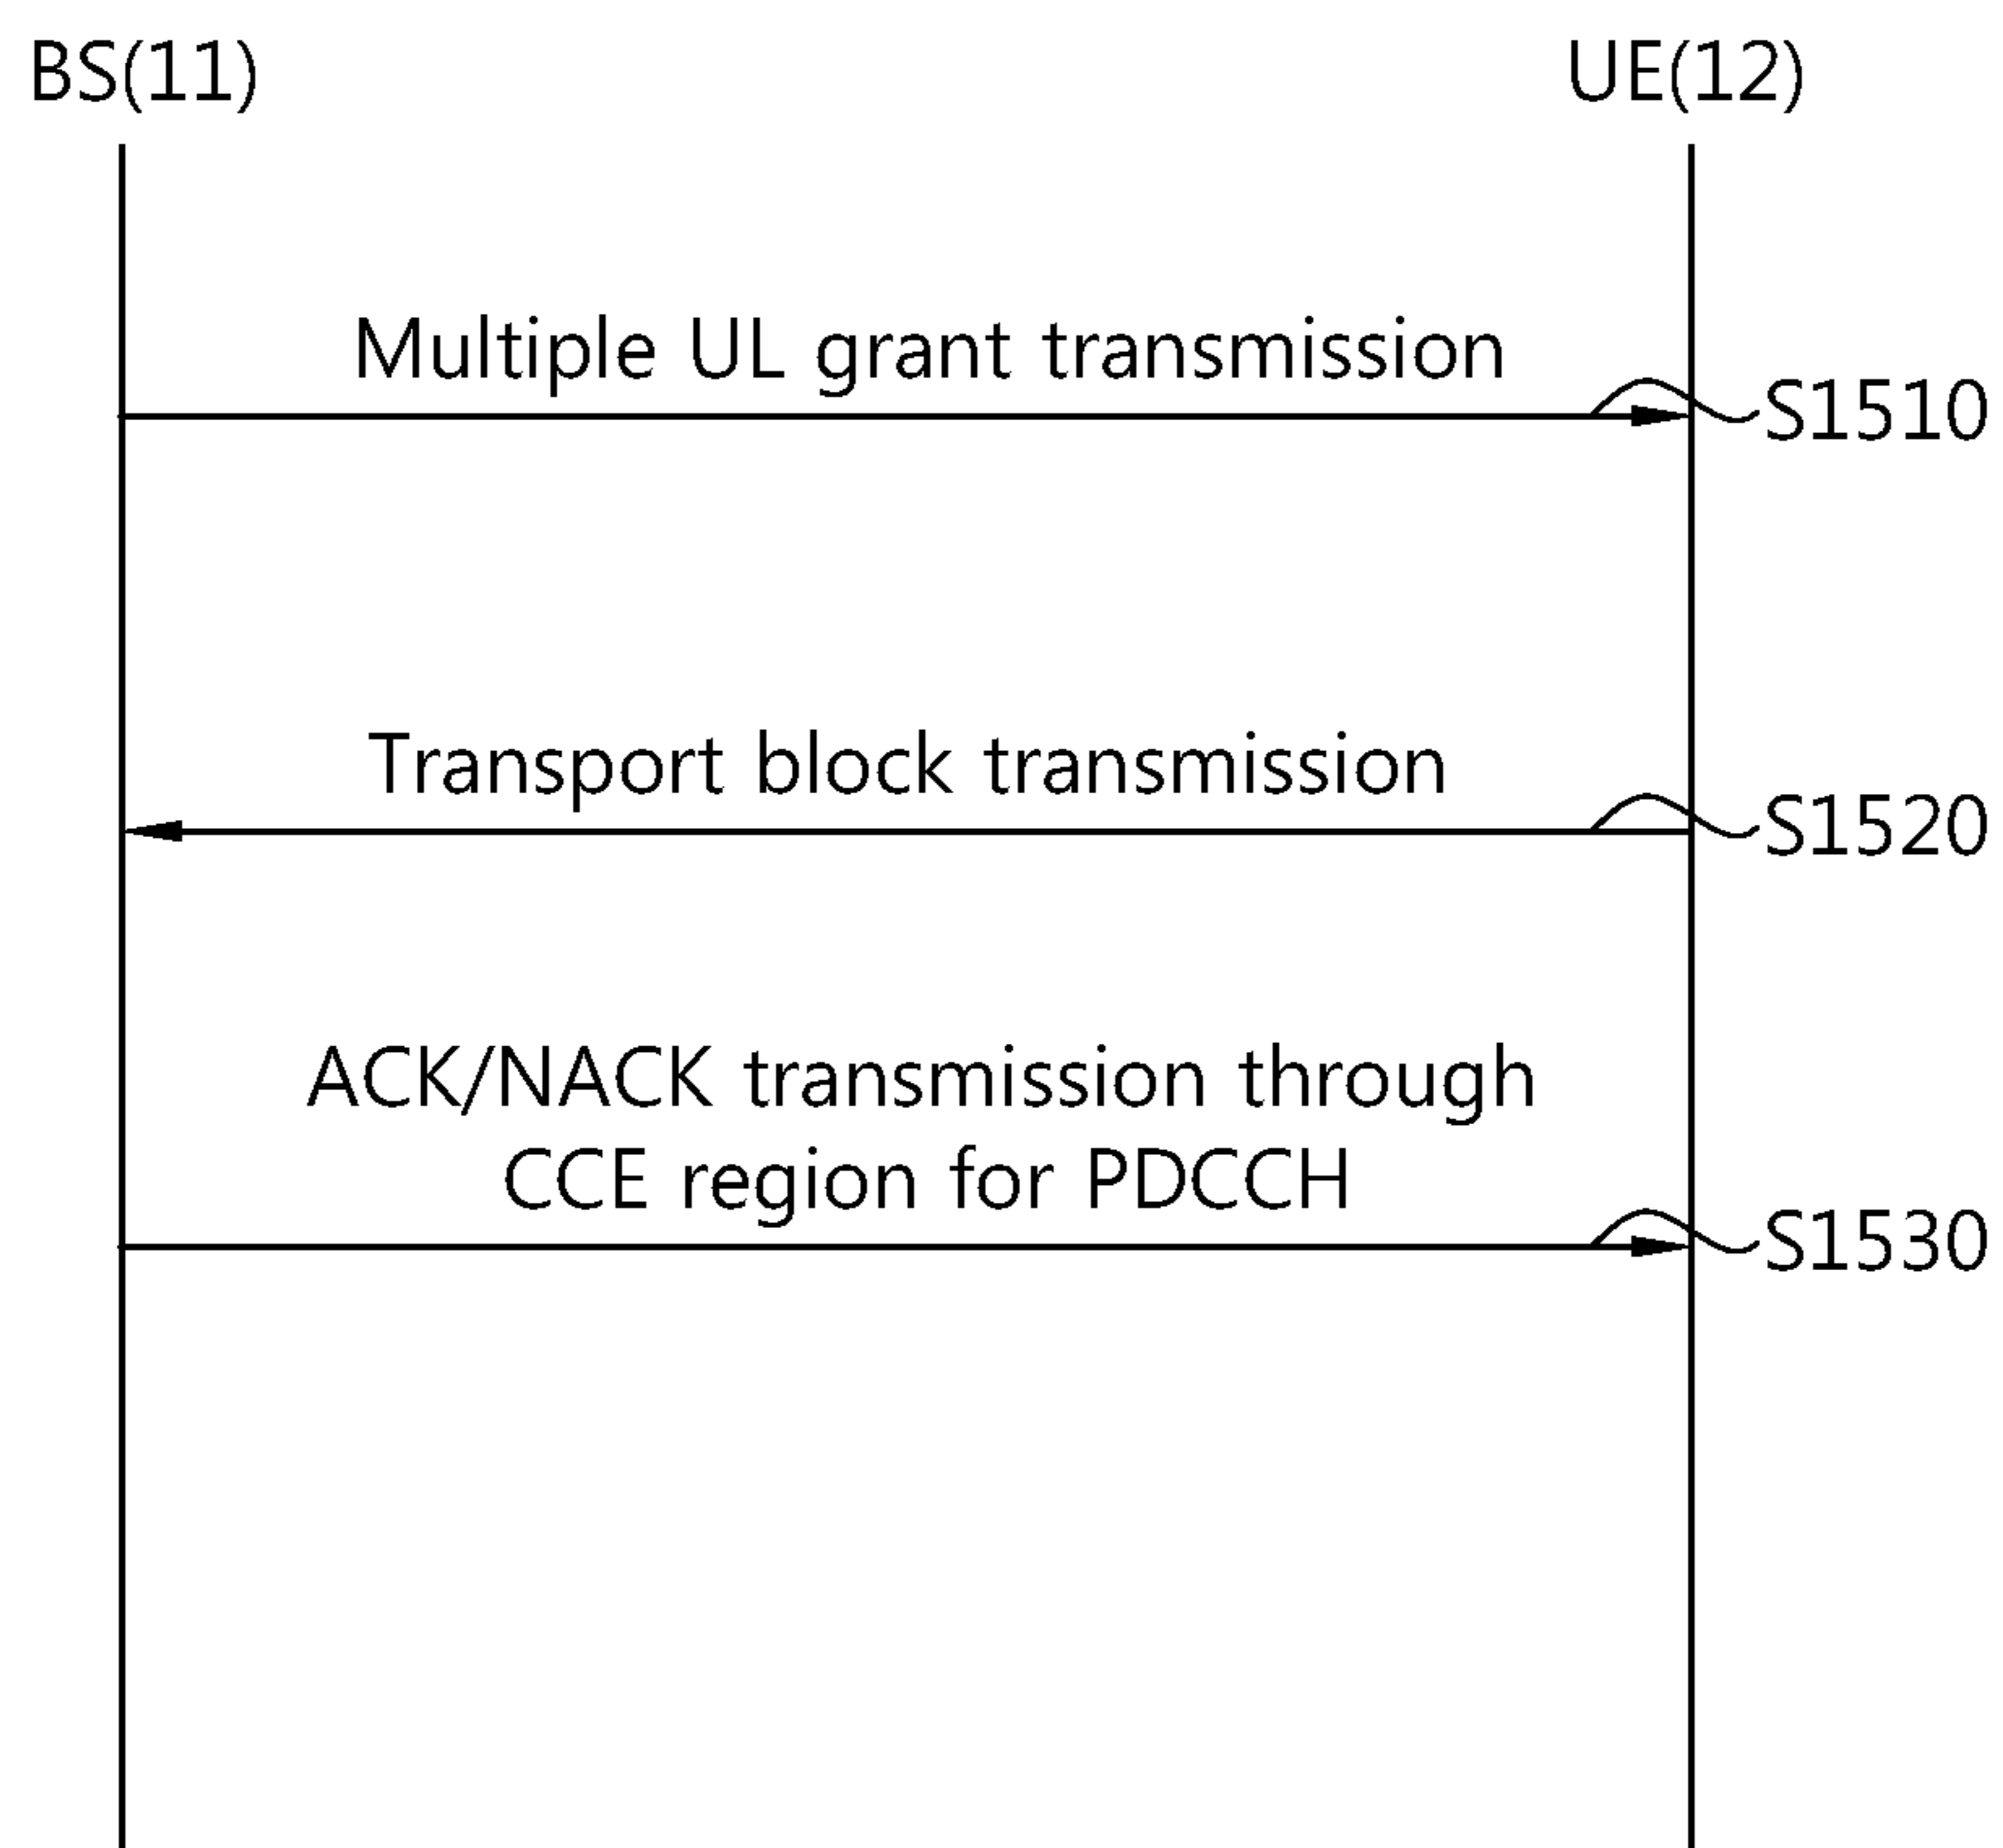 BS(11) UE(12)
Multiple UL grant transmission
S1510
Transport block transmission
S1520
ACK/NACK transmission through
CCE region for PDCCH
S1530